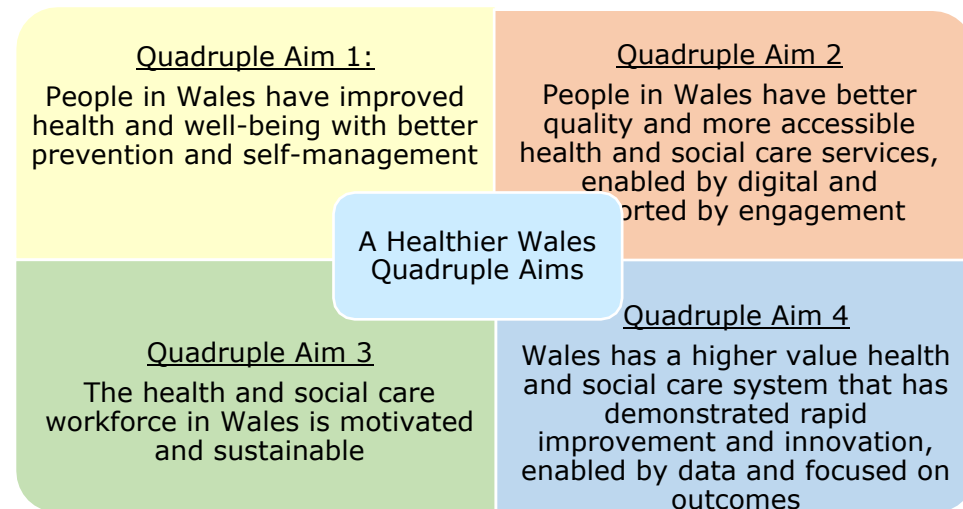 Quadruple Aim 1:
People in Wales have improved
health and well-being with better
prevention and self-management
Quadruple Aim 2
People in Wales have better
quality and more accessible
health and social care services,
enabled by digital and
orted by engagement
A Healthier Wales
Quadruple Aims
Quadruple Aim 3
The health and social care
workforce in Wales is motivated
and sustainable
Quadruple Aim 4
Wales has a higher value health
and social care system that has
demonstrated rapid
improvement and innovation,
enabled by data and focused on
outcomes